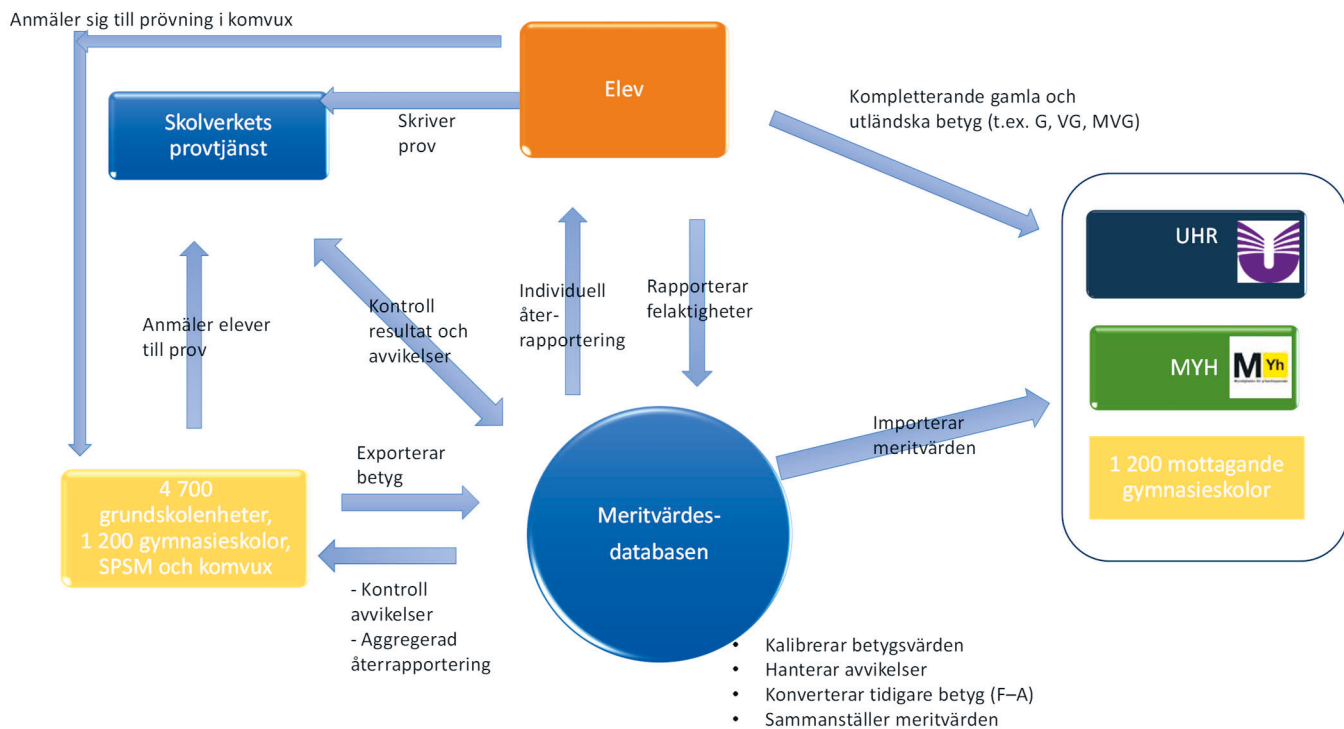 Anmäler sig till prövning i komvux
Elev
Skolverkets
provtjänst
Skriver
prov
Kompletterande gamla och
utländska betyg (t.ex. G, VG, MVG)
UHR
MYH
M Yh
1 200 mottagande
gymnasieskolor
Anmäler elever
till prov
Kontroll
resultat och
avvikelser
Individuell
åter-
rapportering
Rapporterar
felaktigheter
Importerar
meritvärden
Exporterar
betyg
4 700
grundskolenheter,
1 200 gymnasieskolor,
SPSM och komvux
Meritvärdes-
databasen
- Kontroll
avvikelser
- Aggregerad
återrapportering
• Kalibrerar betygsvärden
• Hanterar avvikelser
• Konverterar tidigare betyg (F–A)
• Sammanställer meritvärden